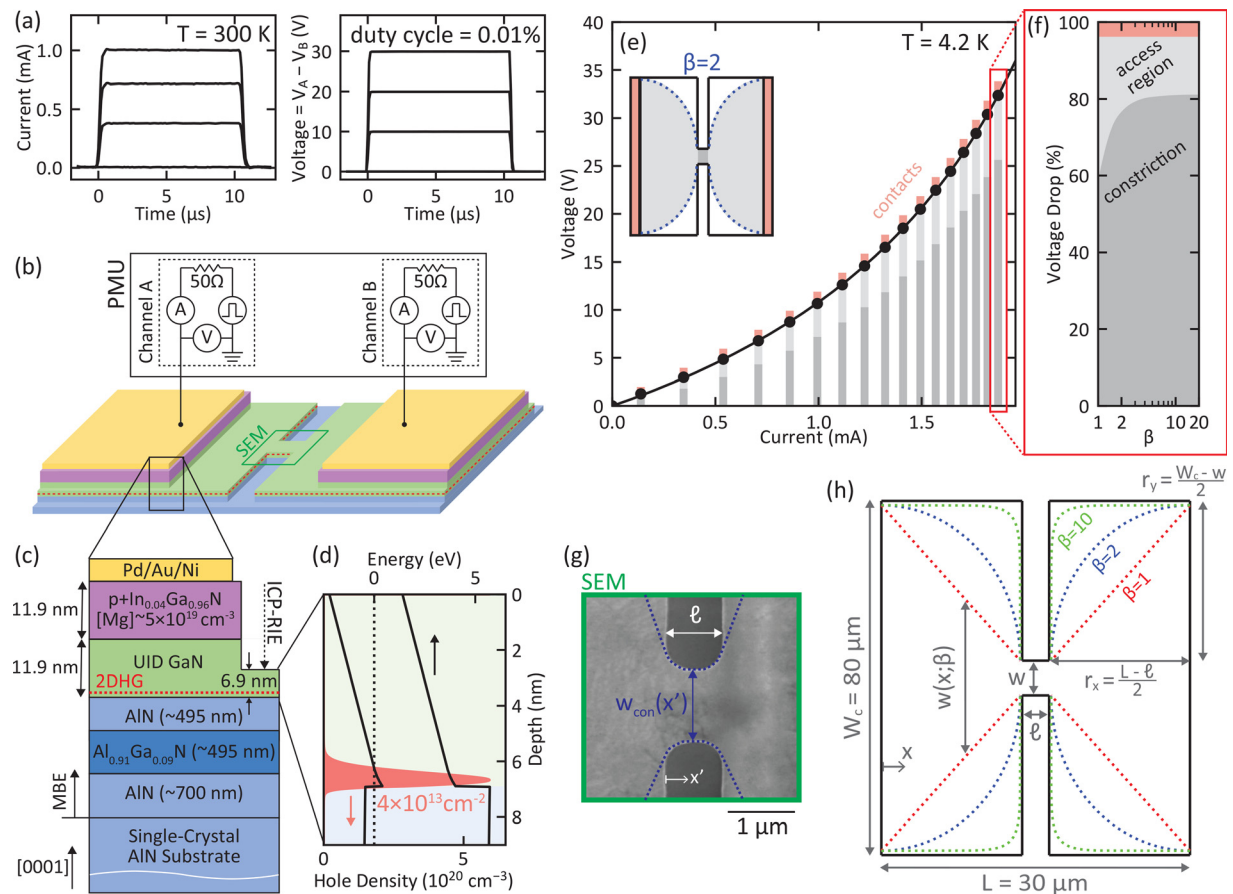 (a)
T = 300 K
Current (mA)
1.0
0.5
0.0
0 5 10
Time (μs)
duty cycle = 0.01%
Voltage = V_A − V_B (V)
30
20
10
0
0 5 10
Time (μs)
(b)
PMU
Channel A
50Ω
A
V
Channel B
50Ω
A
V
SEM
(c)
Pd/Au/Ni
11.9 nm
p+In0.04Ga0.96N
[Mg]~5×10^19 cm^-3
ICP-RIE
11.9 nm
UID GaN
2DHG
6.9 nm
AlN (~495 nm)
Al0.91Ga0.09N (~495 nm)
MBE
AlN (~700 nm)
Single-Crystal
AlN Substrate
[0001]
(d)
Energy (eV)
0 5
0
2
4
6
8
Depth (nm)
4×10^13 cm^-2
0 2 4 6
Hole Density (10^20 cm^-3)
(e)
T = 4.2 K
β=2
contacts
Voltage (V)
40
35
30
25
20
15
10
5
0
0.0 0.5 1.0 1.5
Current (mA)
(f)
Voltage Drop (%)
100
80
60
40
20
0
access
region
constriction
1 2 10 20
β
(g)
SEM
ℓ
w_con(x')
x'
1 μm
(h)
r_y = (W_c - w)/2
β=10
β=2
β=1
W_c = 80 μm
w(x;β)
w
r_x = (L - ℓ)/2
ℓ
x
L = 30 μm